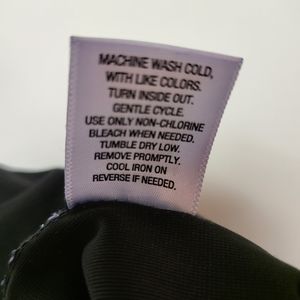 MACHINE WASH COLD,
WITH LIKE COLORS.
TURN INSIDE OUT.
GENTLE CYCLE.
USE ONLY NON-CHLORINE
BLEACH WHEN NEEDED.
TUMBLE DRY LOW.
REMOVE PROMPTLY.
COOL IRON ON
REVERSE IF NEEDED.